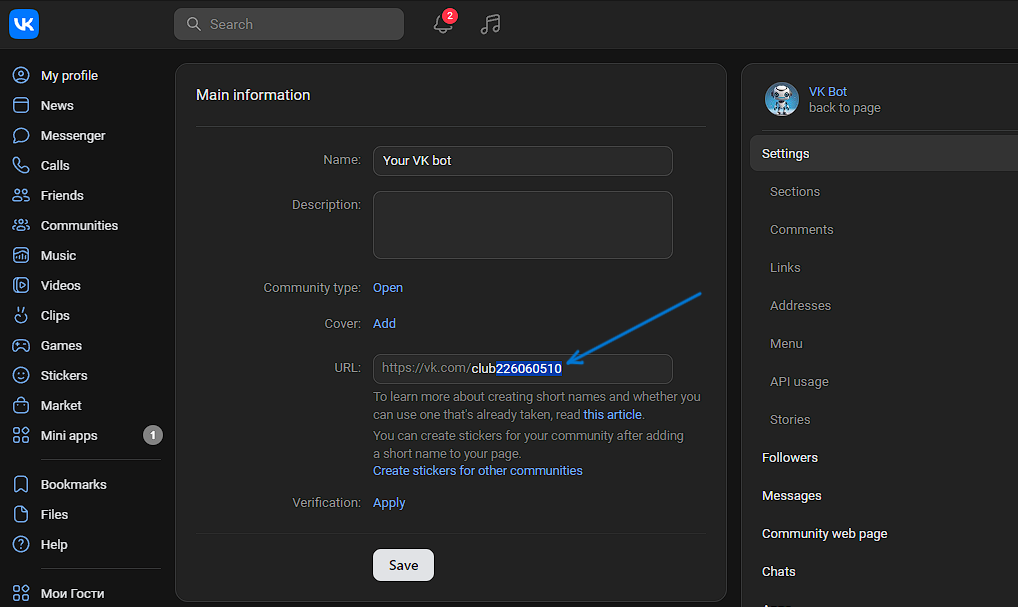 VK
Search
2
My profile
News
Messenger
Calls
Friends
Communities
Music
Videos
Clips
Games
Stickers
Market
Mini apps
1
Bookmarks
Files
Help
Мои Гости
Main information
Name:
Your VK bot
Description:
Community type:
Open
Cover:
Add
URL:
https://vk.com/club226060510
To learn more about creating short names and whether you
can use one that's already taken, read this article.
You can create stickers for your community after adding
a short name to your page.
Create stickers for other communities
Verification:
Apply
Save
VK Bot
back to page
Settings
Sections
Comments
Links
Addresses
Menu
API usage
Stories
Followers
Messages
Community web page
Chats